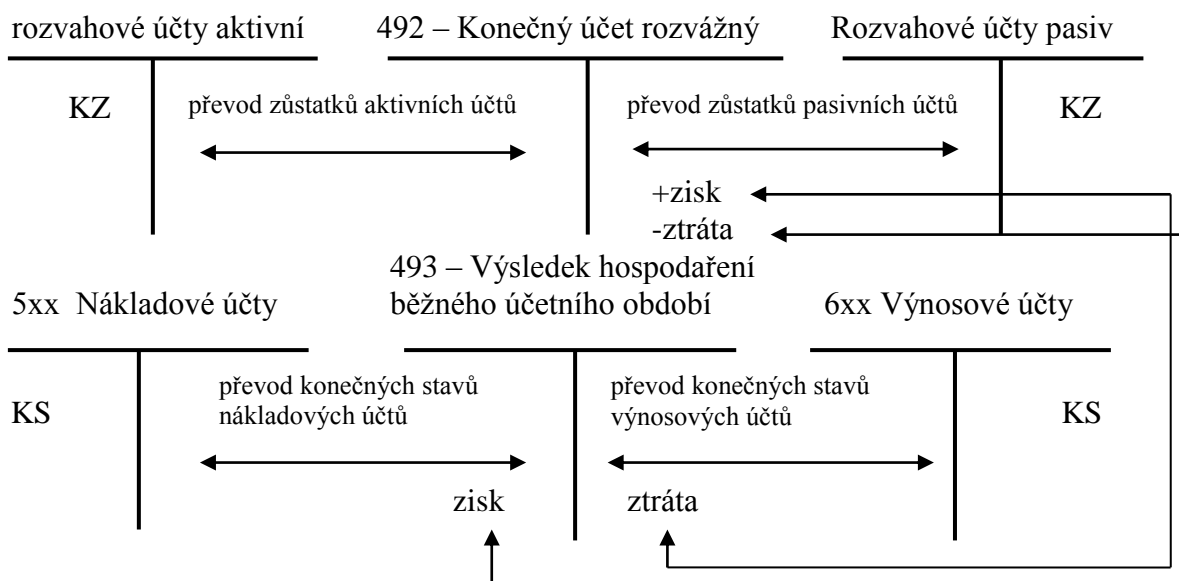 rozvahové účty aktivní
492 – Konečný účet rozvážný
Rozvahové účty pasiv
KZ
převod zůstatků aktivních účtů
převod zůstatků pasivních účtů
KZ
+zisk
-ztráta
5xx  Nákladové účty
493 – Výsledek hospodaření
běžného účetního období
6xx Výnosové účty
KS
převod konečných stavů
nákladových účtů
převod konečných stavů
výnosových účtů
KS
zisk
ztráta